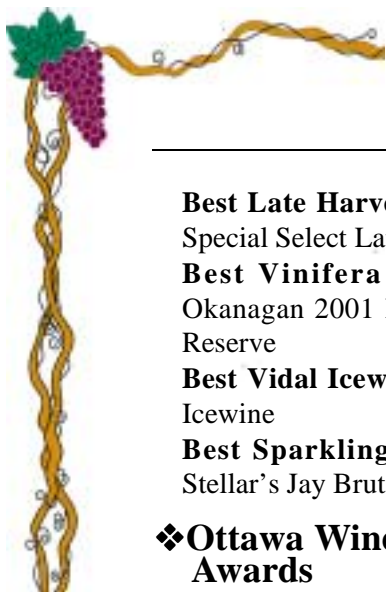 Best Late Harv
Special Select La
Best Vinifera
Okanagan 2001
Reserve
Best Vidal Icew
Icewine
Best Sparkling
Stellar's Jay Brut
❖Ottawa Wine
Awards